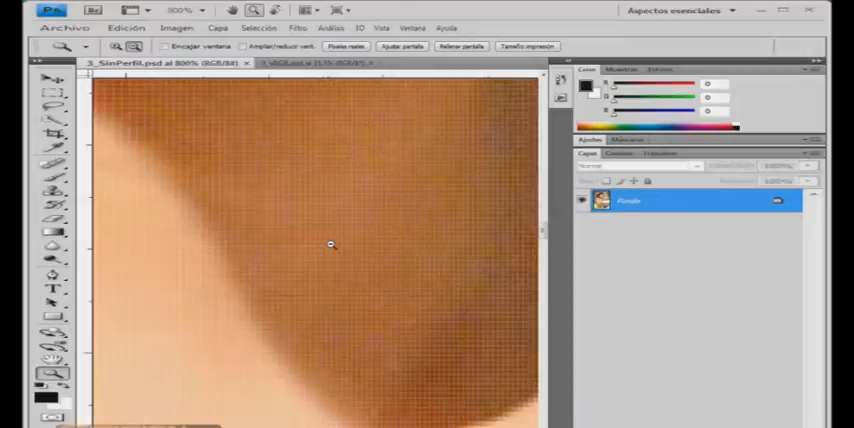 Ps Br 800% Aspectos esenciales
Archivo Edición Imagen Capa Selección Filtro Análisis 3D Vista Ventana Ayuda
Encajar ventana Ampliar/reducir vent. Píxeles reales Ajustar pantalla Rellenar pantalla Tamaño impresión
3_SinPerfil.psd al 800% (RGB/8#)
Color Muestras Estilos
R 0
G 0
B 0
Ajustes Máscaras
Capas Canales Trazados
Normal
Fondo